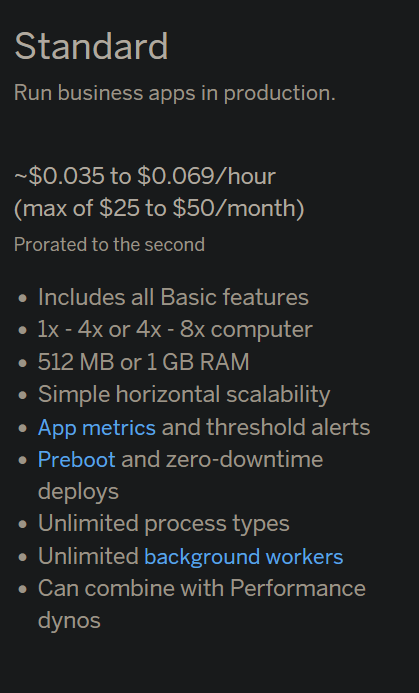 Standard
Run business apps in production.
~$0.035 to $0.069/hour
(max of $25 to $50/month)
Prorated to the second
• Includes all Basic features
• 1x - 4x or 4x - 8x computer
• 512 MB or 1 GB RAM
• Simple horizontal scalability
• App metrics and threshold alerts
• Preboot and zero-downtime
deploys
• Unlimited process types
• Unlimited background workers
• Can combine with Performance
dynos